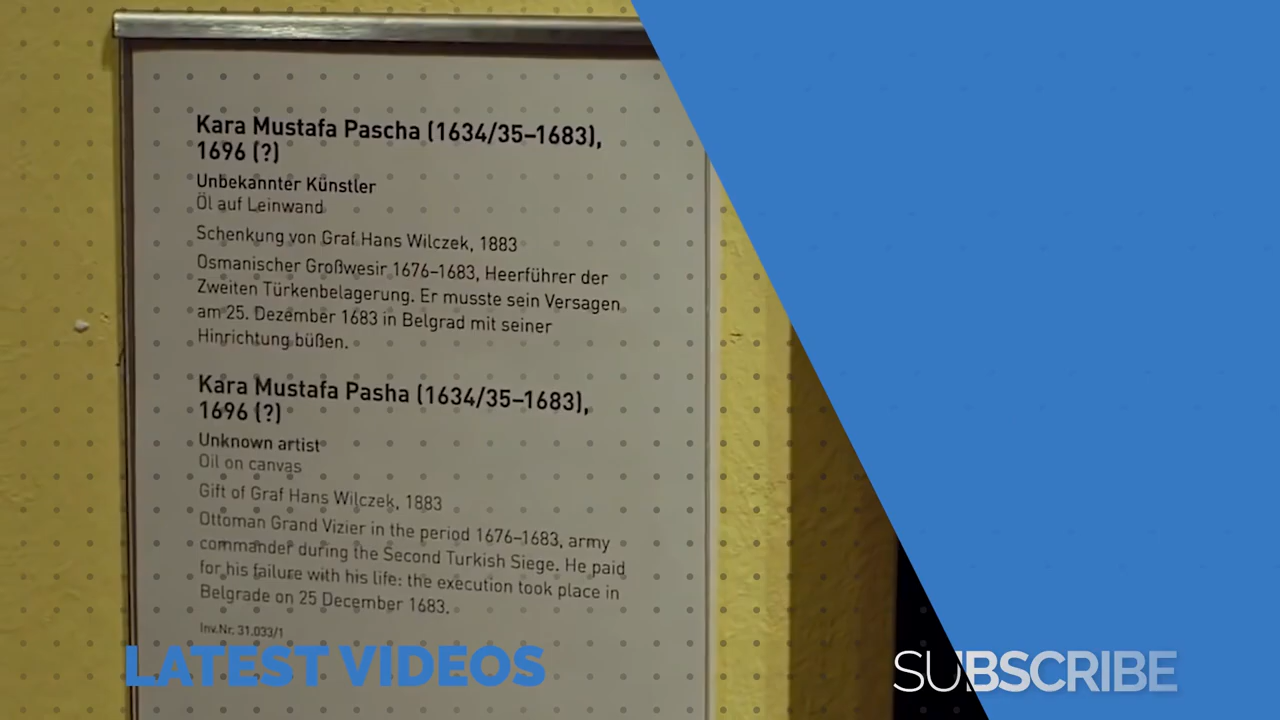 Kara Mustafa Pascha (1634/35–1683),
1696 (?)
Unbekannter Künstler
Öl auf Leinwand
Schenkung von Graf Hans Wilczek, 1883
Osmanischer Großwesir 1676–1683, Heerführer der
Zweiten Türkenbelagerung. Er musste sein Versagen
am 25. Dezember 1683 in Belgrad mit seiner
Hinrichtung büßen.
Kara Mustafa Pasha (1634/35–1683),
1696 (?)
Unknown artist
Oil on canvas
Gift of Graf Hans Wilczek, 1883
Ottoman Grand Vizier in the period 1676–1683, army
commander during the Second Turkish Siege. He paid
for his failure with his life: the execution took place in
Belgrade on 25 December 1683.
Inv.Nr. 31.033/1
LATEST VIDEOS
SUBSCRIBE